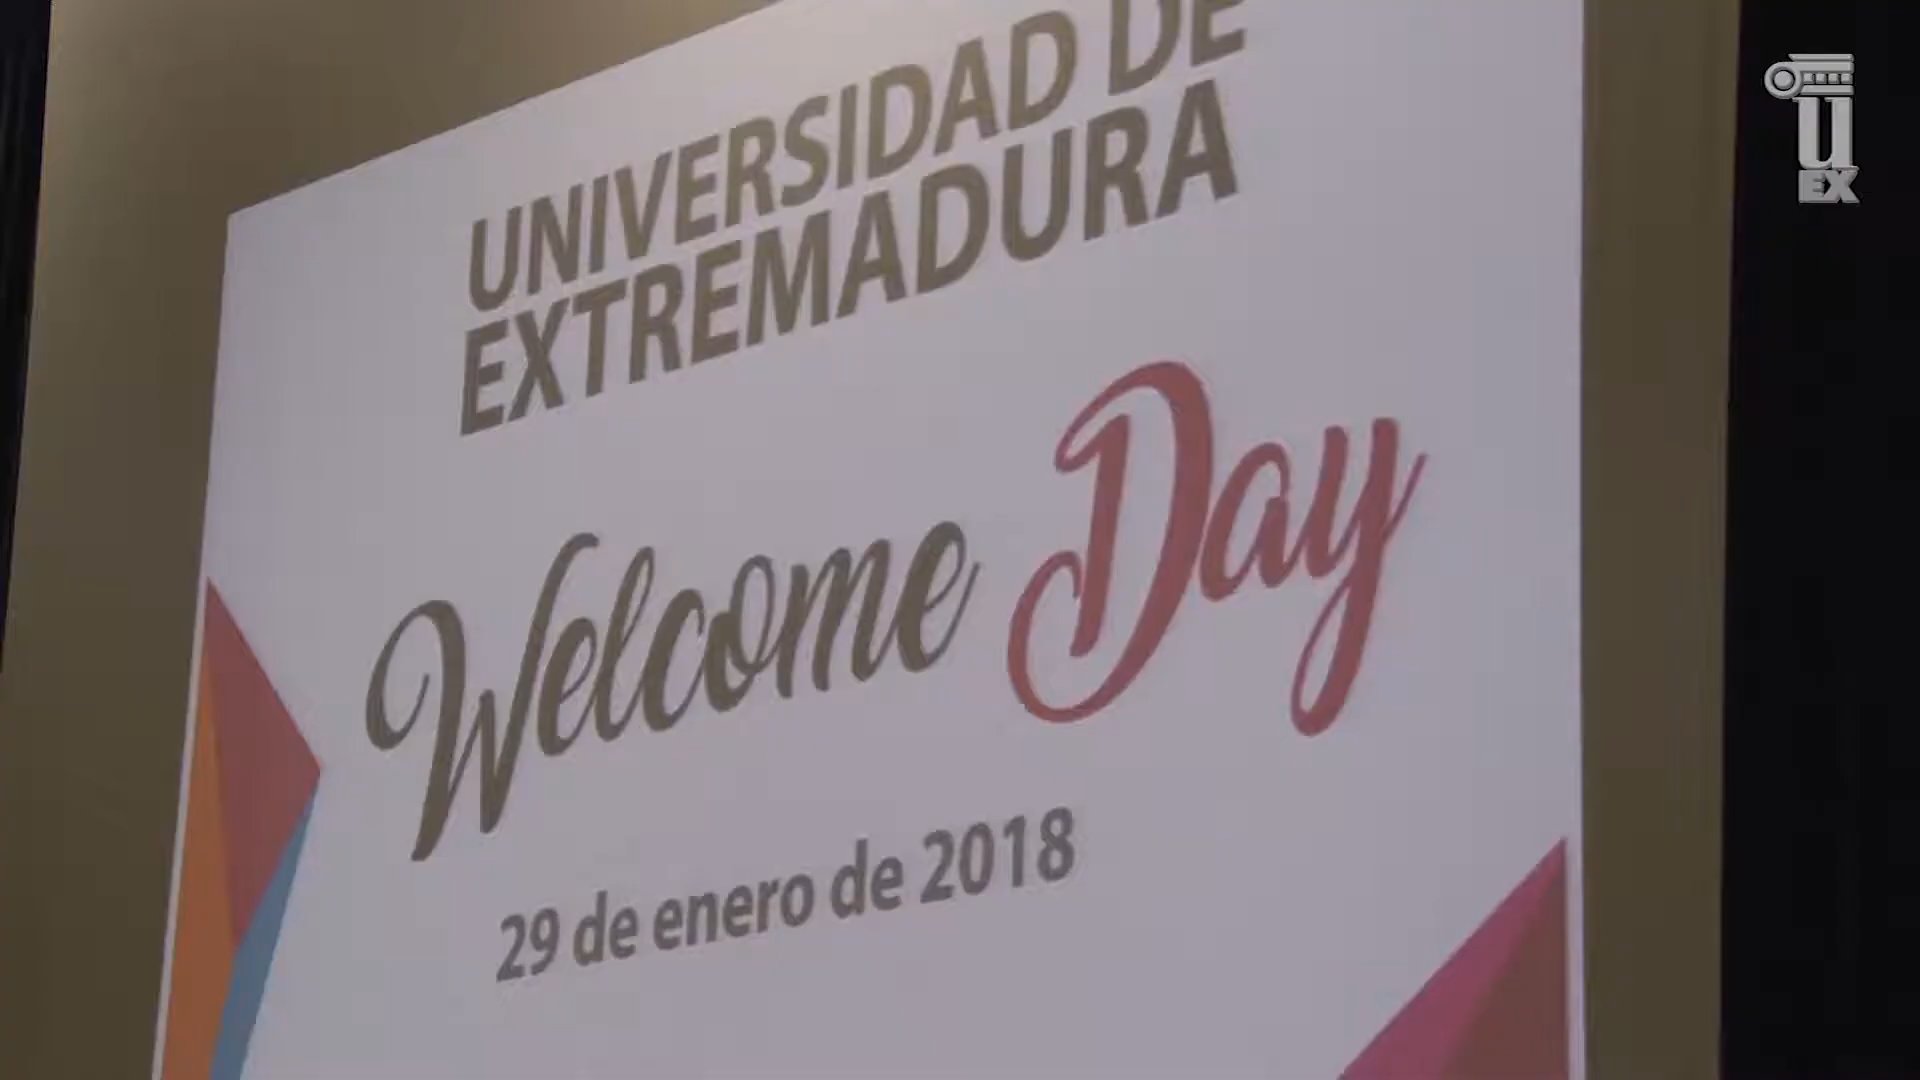 UNIVERSIDAD DE
EXTREMADURA
Welcome Day
29 de enero de 2018
U
EX